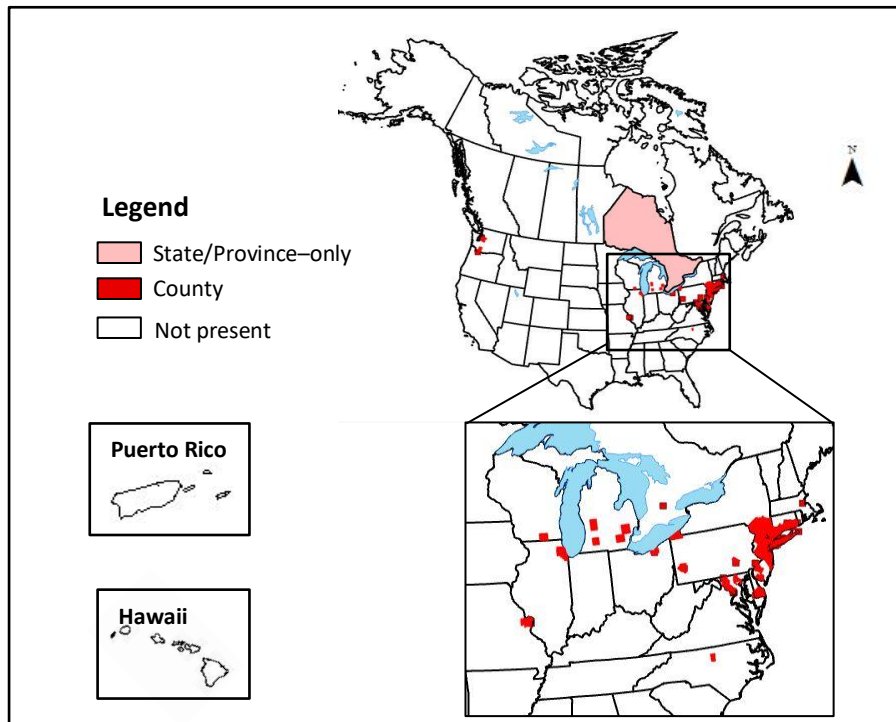 N
Legend
State/Province–only
County
Not present
Puerto Rico
Hawaii